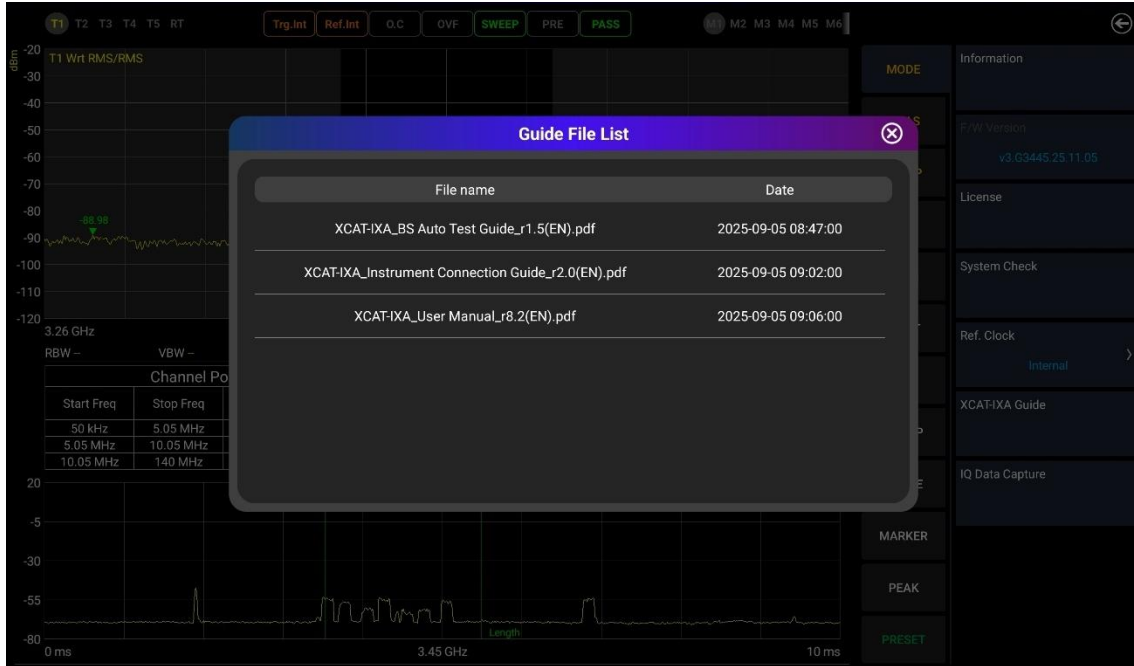 T1 T2 T3 T4 T5 RT
Trg.Int Ref.Int O.C OVF SWEEP PRE PASS
M1 M2 M3 M4 M5 M6
dBm
-20
T1 Wrt RMS/RMS
-30
-40
-50
-60
-70
-80
-88.98
-90
-100
-110
-120
3.26 GHz
RBW --
VBW --
Channel Po
Start Freq Stop Freq
50 kHz 5.05 MHz
5.05 MHz 10.05 MHz
10.05 MHz 140 MHz
20
-5
-30
-55
-80
Length
0 ms 3.45 GHz 10 ms
Guide File List
File name Date
XCAT-IXA_BS Auto Test Guide_r1.5(EN).pdf 2025-09-05 08:47:00
XCAT-IXA_Instrument Connection Guide_r2.0(EN).pdf 2025-09-05 09:02:00
XCAT-IXA_User Manual_r8.2(EN).pdf 2025-09-05 09:06:00
MODE
S
P
P
E
MARKER
PEAK
PRESET
Information
F/W Version
v3.G3445.25.11.05
License
System Check
Ref. Clock
Internal
XCAT-IXA Guide
IQ Data Capture